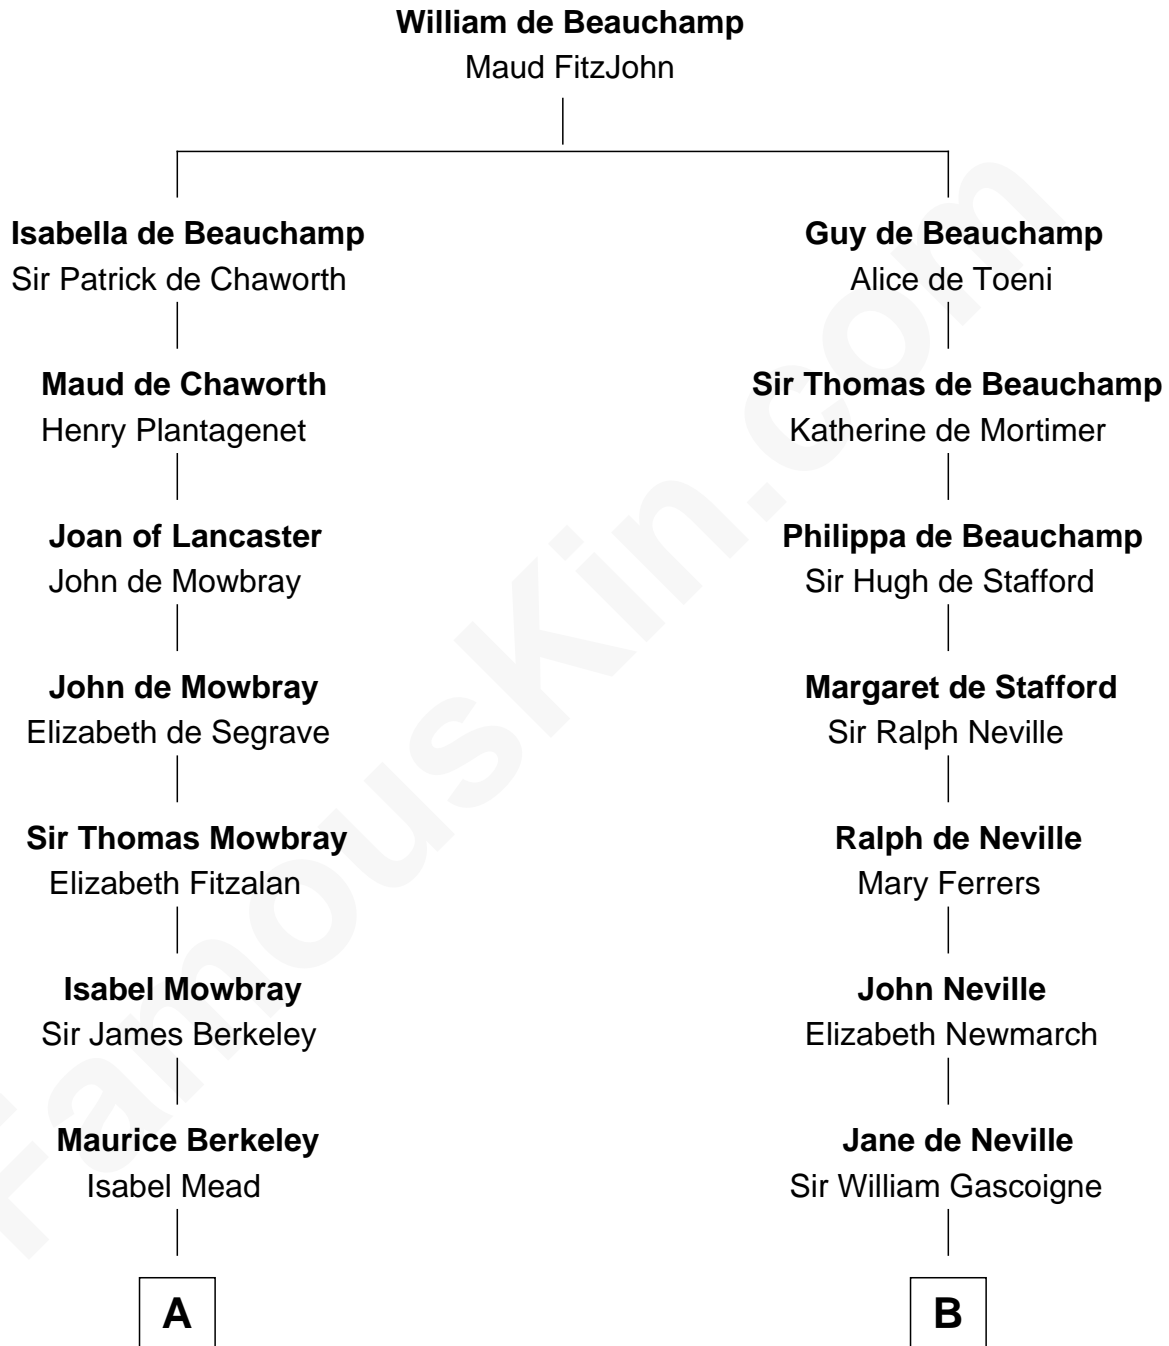 William de Beauchamp
Maud FitzJohn
Isabella de Beauchamp
Sir Patrick de Chaworth
Guy de Beauchamp
Alice de Toeni
Maud de Chaworth
Henry Plantagenet
Sir Thomas de Beauchamp
Katherine de Mortimer
Joan of Lancaster
John de Mowbray
Philippa de Beauchamp
Sir Hugh de Stafford
John de Mowbray
Elizabeth de Segrave
Margaret de Stafford
Sir Ralph Neville
Sir Thomas Mowbray
Elizabeth Fitzalan
Ralph de Neville
Mary Ferrers
Isabel Mowbray
Sir James Berkeley
John Neville
Elizabeth Newmarch
Maurice Berkeley
Isabel Mead
Jane de Neville
Sir William Gascoigne
A
B
FamousKin.com